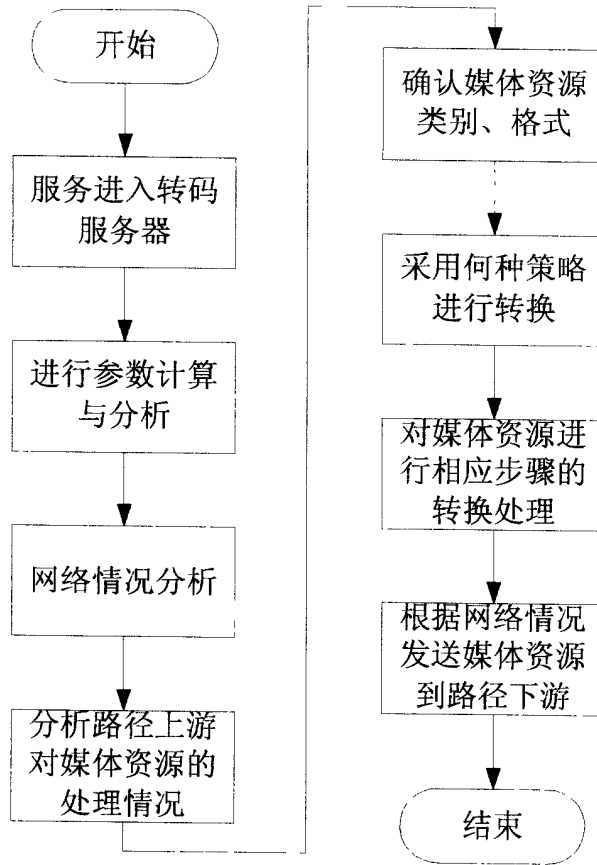 开始
服务进入转码
服务器
进行参数计算
与分析
网络情况分析
分析路径上游
对媒体资源的
处理情况
确认媒体资源
类别、格式
采用何种策略
进行转换
对媒体资源进
行相应步骤的
转换处理
根据网络情况
发送媒体资源
到路径下游
结束